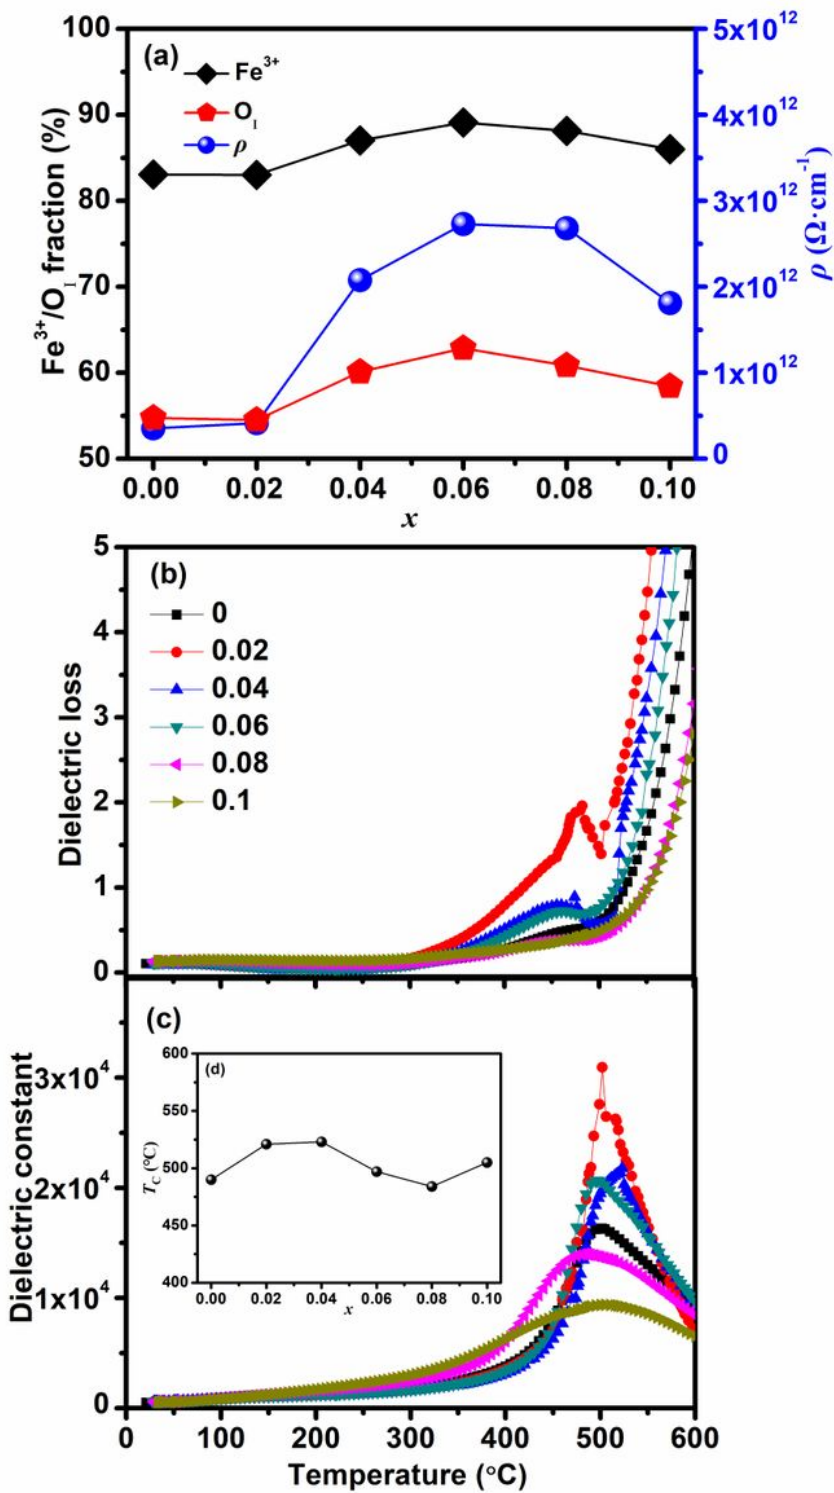 (a)
Fe³⁺
O_I
ρ
100
90
80
70
60
50
Fe³⁺/O_I fraction (%)
5x10¹²
4x10¹²
3x10¹²
2x10¹²
1x10¹²
0
ρ (Ω·cm⁻¹)
0.00 0.02 0.04 0.06 0.08 0.10
x
(b)
0
0.02
0.04
0.06
0.08
0.1
5
4
3
2
1
0
Dielectric loss
(c)
3x10⁴
2x10⁴
1x10⁴
0
Dielectric constant
(d)
600
550
500
450
400
T_C (°C)
0.00 0.02 0.04 0.06 0.08 0.10
x
0 100 200 300 400 500 600
Temperature (°C)